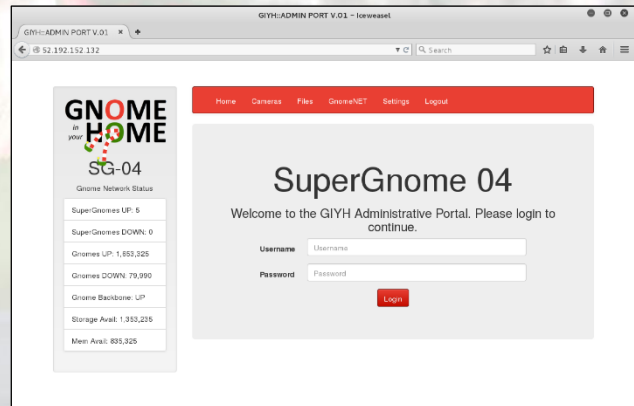 GIYH::ADMIN PORT V.01 - Iceweasel
GIYH::ADMIN PORT V.01
52.192.152.132
Search
GNOME
in your HOME
SG-04
Gnome Network Status
SuperGnomes UP: 5
SuperGnomes DOWN: 0
Gnomes UP: 1,653,325
Gnomes DOWN: 79,990
Gnome Backbone: UP
Storage Avail: 1,353,235
Mem Avail: 835,325
Home Cameras Files GnomeNET Settings Logout
SuperGnome 04
Welcome to the GIYH Administrative Portal. Please login to
continue.
Username Username
Password Password
Login